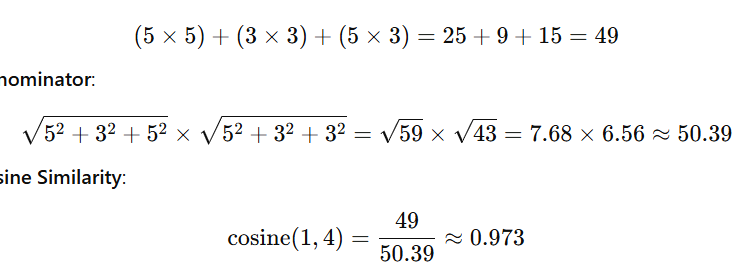 (5 × 5) + (3 × 3) + (5 × 3) = 25 + 9 + 15 = 49
nominator:
√(5² + 3² + 5²) × √(5² + 3² + 3²) = √59 × √43 = 7.68 × 6.56 ≈ 50.39
sine Similarity:
cosine(1, 4) = 49/50.39 ≈ 0.973